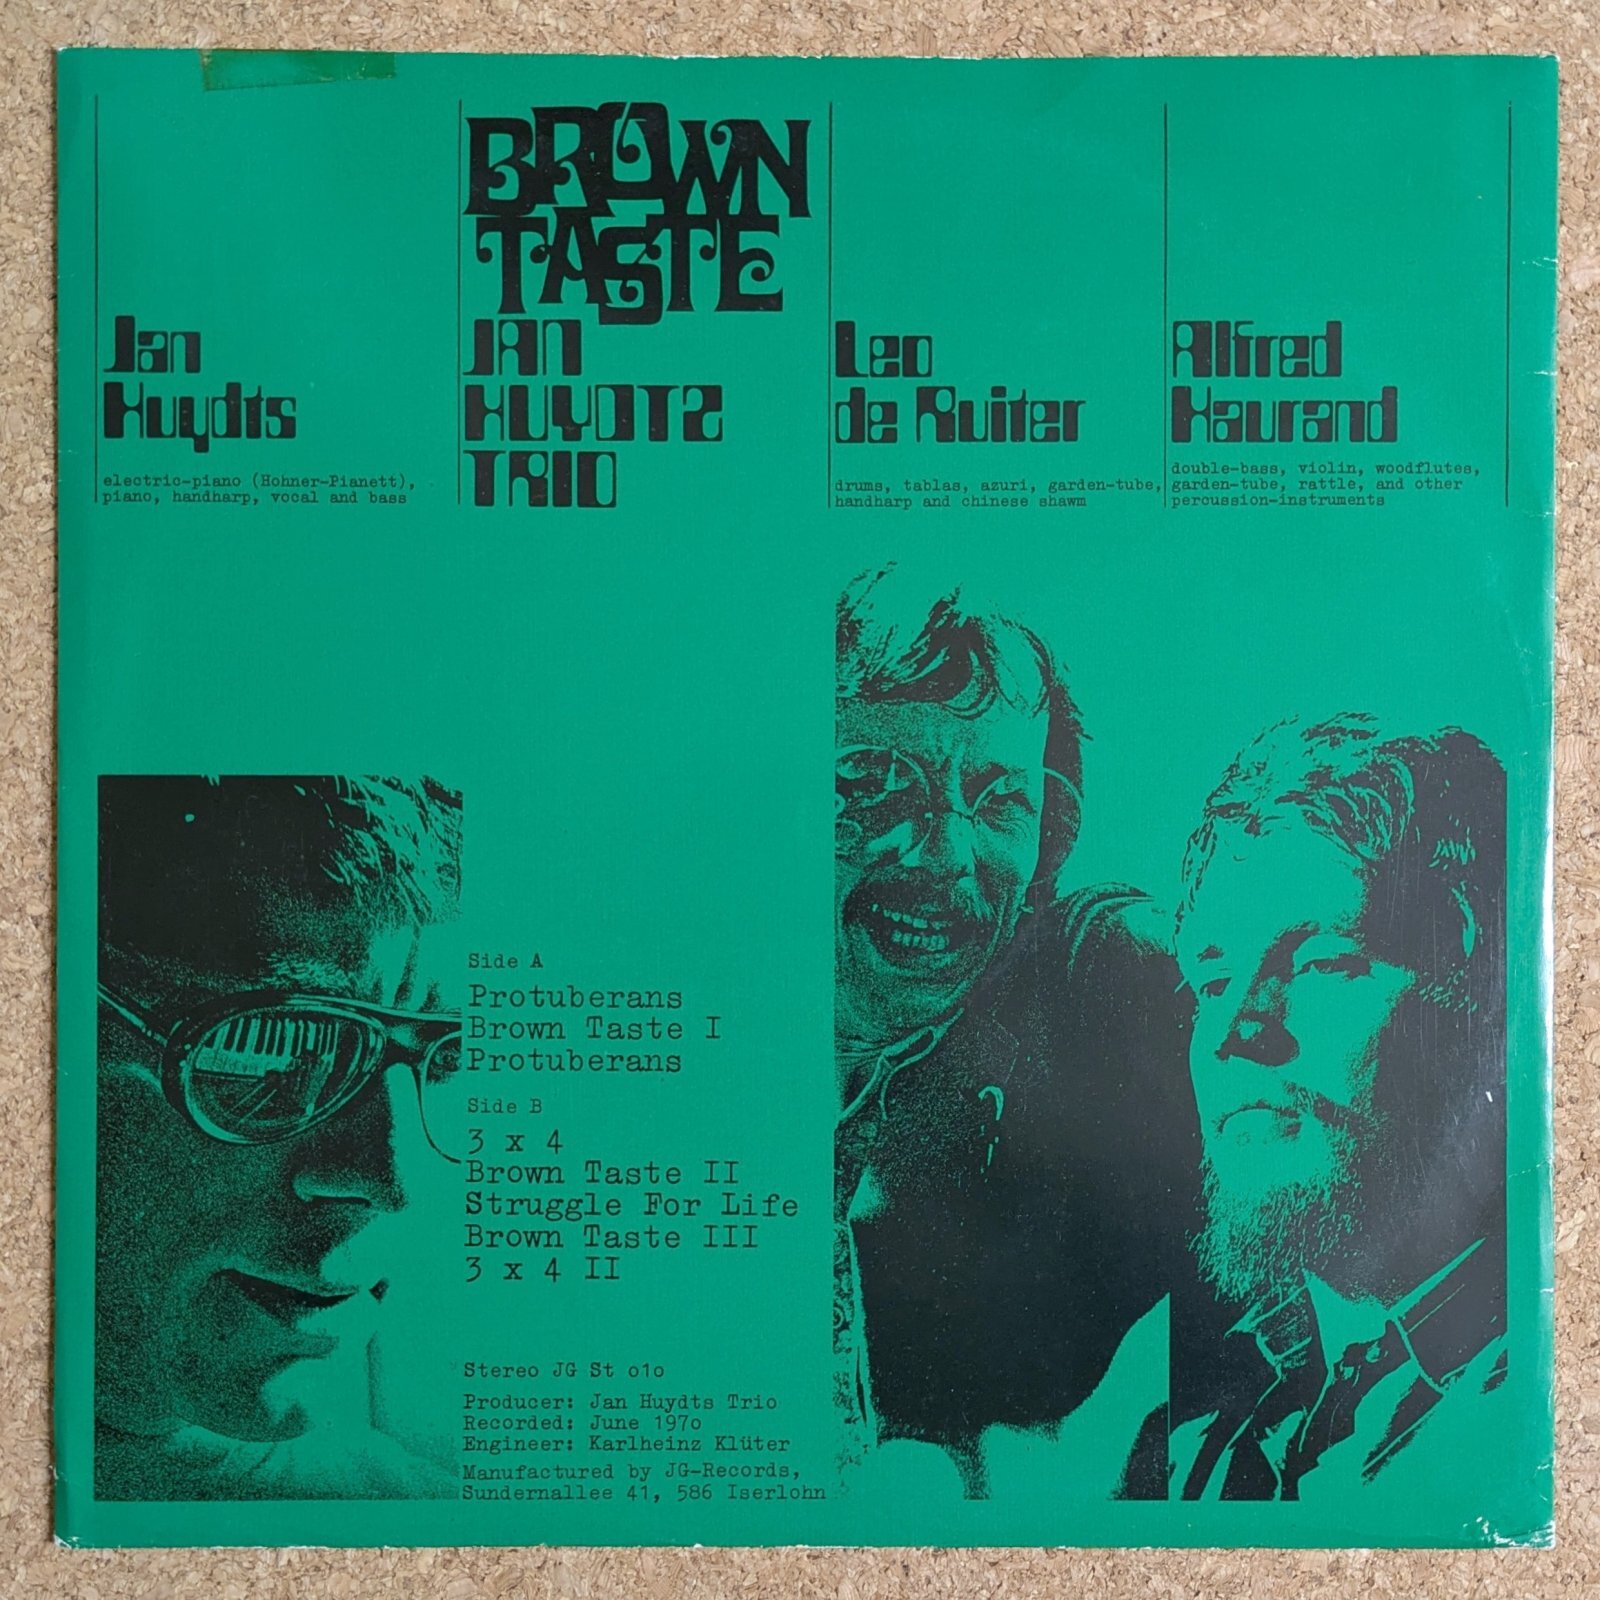 BROWN
TASTE
Jan
Huydts
electric-piano (Hohner-Pianett),
piano, handharp, vocal and bass
JAN
HUYDTZ
TRIO
Leo
de Ruiter
drums, tablas, azuri, garden-tube,
handharp and chinese shawm
Alfred
Haurand
double-bass, violin, woodflutes,
garden-tube, rattle, and other
percussion-instruments
Side A
Protuberans
Brown Taste I
Protuberans
Side B
3 x 4
Brown Taste II
Struggle For Life
Brown Taste III
3 x 4 II
Stereo JG St o1o
Producer: Jan Huydts Trio
Recorded: June 197o
Engineer: Karlheinz Klüter
Manufactured by JG-Records,
Sundernallee 41, 586 Iserlohn